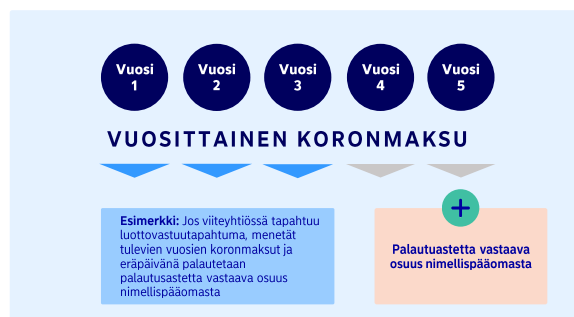 Vuosi 1
Vuosi 2
Vuosi 3
Vuosi 4
Vuosi 5
VUOSITTAINEN KORONMAKSU
Esimerkki: Jos viiteyhtiössä tapahtuu
luottovastuutapahtuma, menetät
tulevien vuosien koronmaksut ja
eräpäivänä palautetaan
palautusastetta vastaava osuus
nimellispääomasta
+
Palautuastetta vastaava
osuus nimellispääomasta